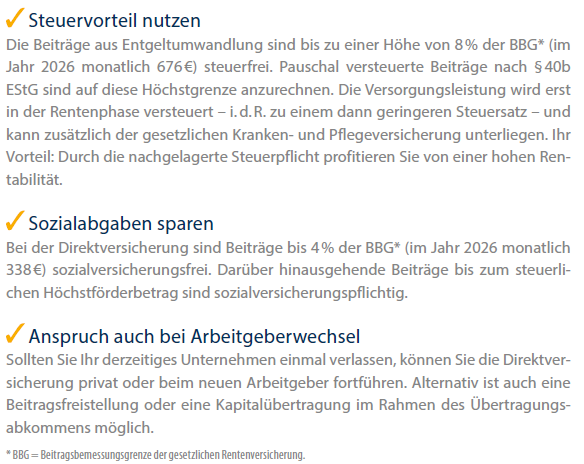 Steuervorteil nutzen
Die Beiträge aus Entgeltumwandlung sind bis zu einer Höhe von 8 % der BBG* (im
Jahr 2026 monatlich 676 €) steuerfrei. Pauschal versteuerte Beiträge nach § 40b
EStG sind auf diese Höchstgrenze anzurechnen. Die Versorgungsleistung wird erst
in der Rentenphase versteuert – i. d. R. zu einem dann geringeren Steuersatz – und
kann zusätzlich der gesetzlichen Kranken- und Pflegeversicherung unterliegen. Ihr
Vorteil: Durch die nachgelagerte Steuerpflicht profitieren Sie von einer hohen Ren-
tabilität.
Sozialabgaben sparen
Bei der Direktversicherung sind Beiträge bis 4 % der BBG* (im Jahr 2026 monatlich
338 €) sozialversicherungsfrei. Darüber hinausgehende Beiträge bis zum steuerli-
chen Höchstförderbetrag sind sozialversicherungspflichtig.
Anspruch auch bei Arbeitgeberwechsel
Sollten Sie Ihr derzeitiges Unternehmen einmal verlassen, können Sie die Direktver-
sicherung privat oder beim neuen Arbeitgeber fortführen. Alternativ ist auch eine
Beitragsfreistellung oder eine Kapitalübertragung im Rahmen des Übertragungs-
abkommens möglich.
* BBG = Beitragsbemessungsgrenze der gesetzlichen Rentenversicherung.